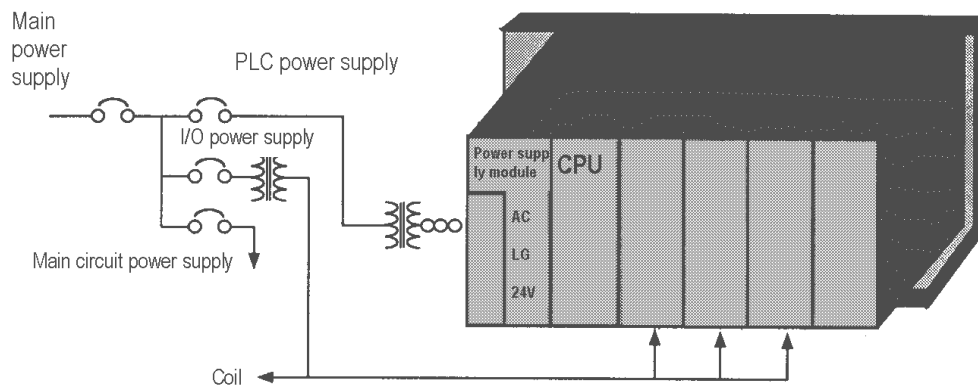 Main
power
supply
PLC power supply
I/O power supply
Main circuit power supply
Power supp
ly module
CPU
AC
LG
24V
Coil